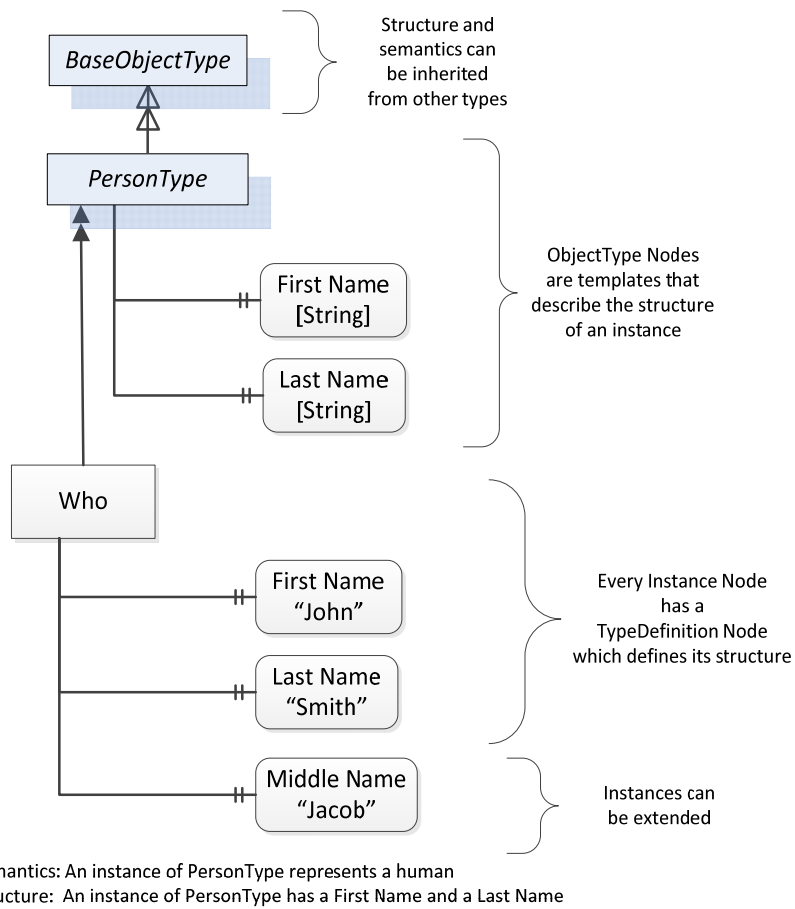 BaseObjectType
Structure and
semantics can
be inherited
from other types
PersonType
First Name
[String]
Last Name
[String]
ObjectType Nodes
are templates that
describe the structure
of an instance
Who
First Name
“John”
Last Name
“Smith”
Middle Name
“Jacob”
Every Instance Node
has a
TypeDefinition Node
which defines its structure
Instances can
be extended
mantics: An instance of PersonType represents a human
ucture: An instance of PersonType has a First Name and a Last Name